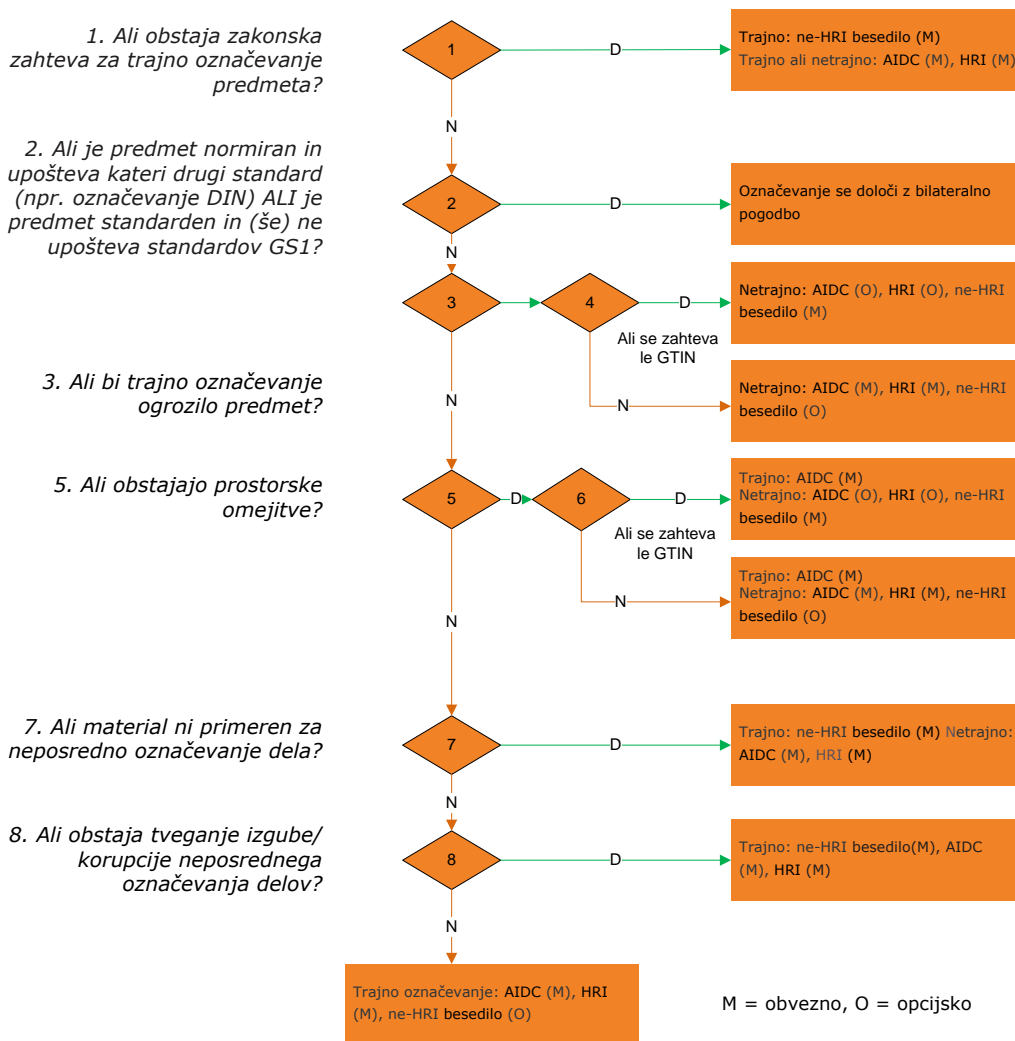 1. Ali obstaja zakonska
zahteva za trajno označevanje
predmeta?
1
D
Trajno: ne-HRI besedilo (M)
Trajno ali netrajno: AIDC (M), HRI (M)
N
2. Ali je predmet normiran in
upošteva kateri drugi standard
(npr. označevanje DIN) ALI je
predmet standarden in (še) ne
upošteva standardov GS1?
2
D
Označevanje se določi z bilateralno
pogodbo
N
3
4
D
Ali se zahteva
le GTIN
Netrajno: AIDC (O), HRI (O), ne-HRI
besedilo (M)
3. Ali bi trajno označevanje
ogrozilo predmet?
N
N
Netrajno: AIDC (M), HRI (M), ne-HRI
besedilo (O)
5. Ali obstajajo prostorske
omejitve?
5
D
6
D
Ali se zahteva
le GTIN
Trajno: AIDC (M)
Netrajno: AIDC (O), HRI (O), ne-HRI
besedilo (M)
N
Trajno: AIDC (M)
Netrajno: AIDC (M), HRI (M), ne-HRI
besedilo (O)
N
7. Ali material ni primeren za
neposredno označevanje dela?
7
D
Trajno: ne-HRI besedilo (M) Netrajno:
AIDC (M), HRI (M)
N
8. Ali obstaja tveganje izgube/
korupcije neposrednega
označevanja delov?
8
D
Trajno: ne-HRI besedilo(M), AIDC
(M), HRI (M)
N
Trajno označevanje: AIDC (M), HRI
(M), ne-HRI besedilo (O)
M = obvezno, O = opcijsko